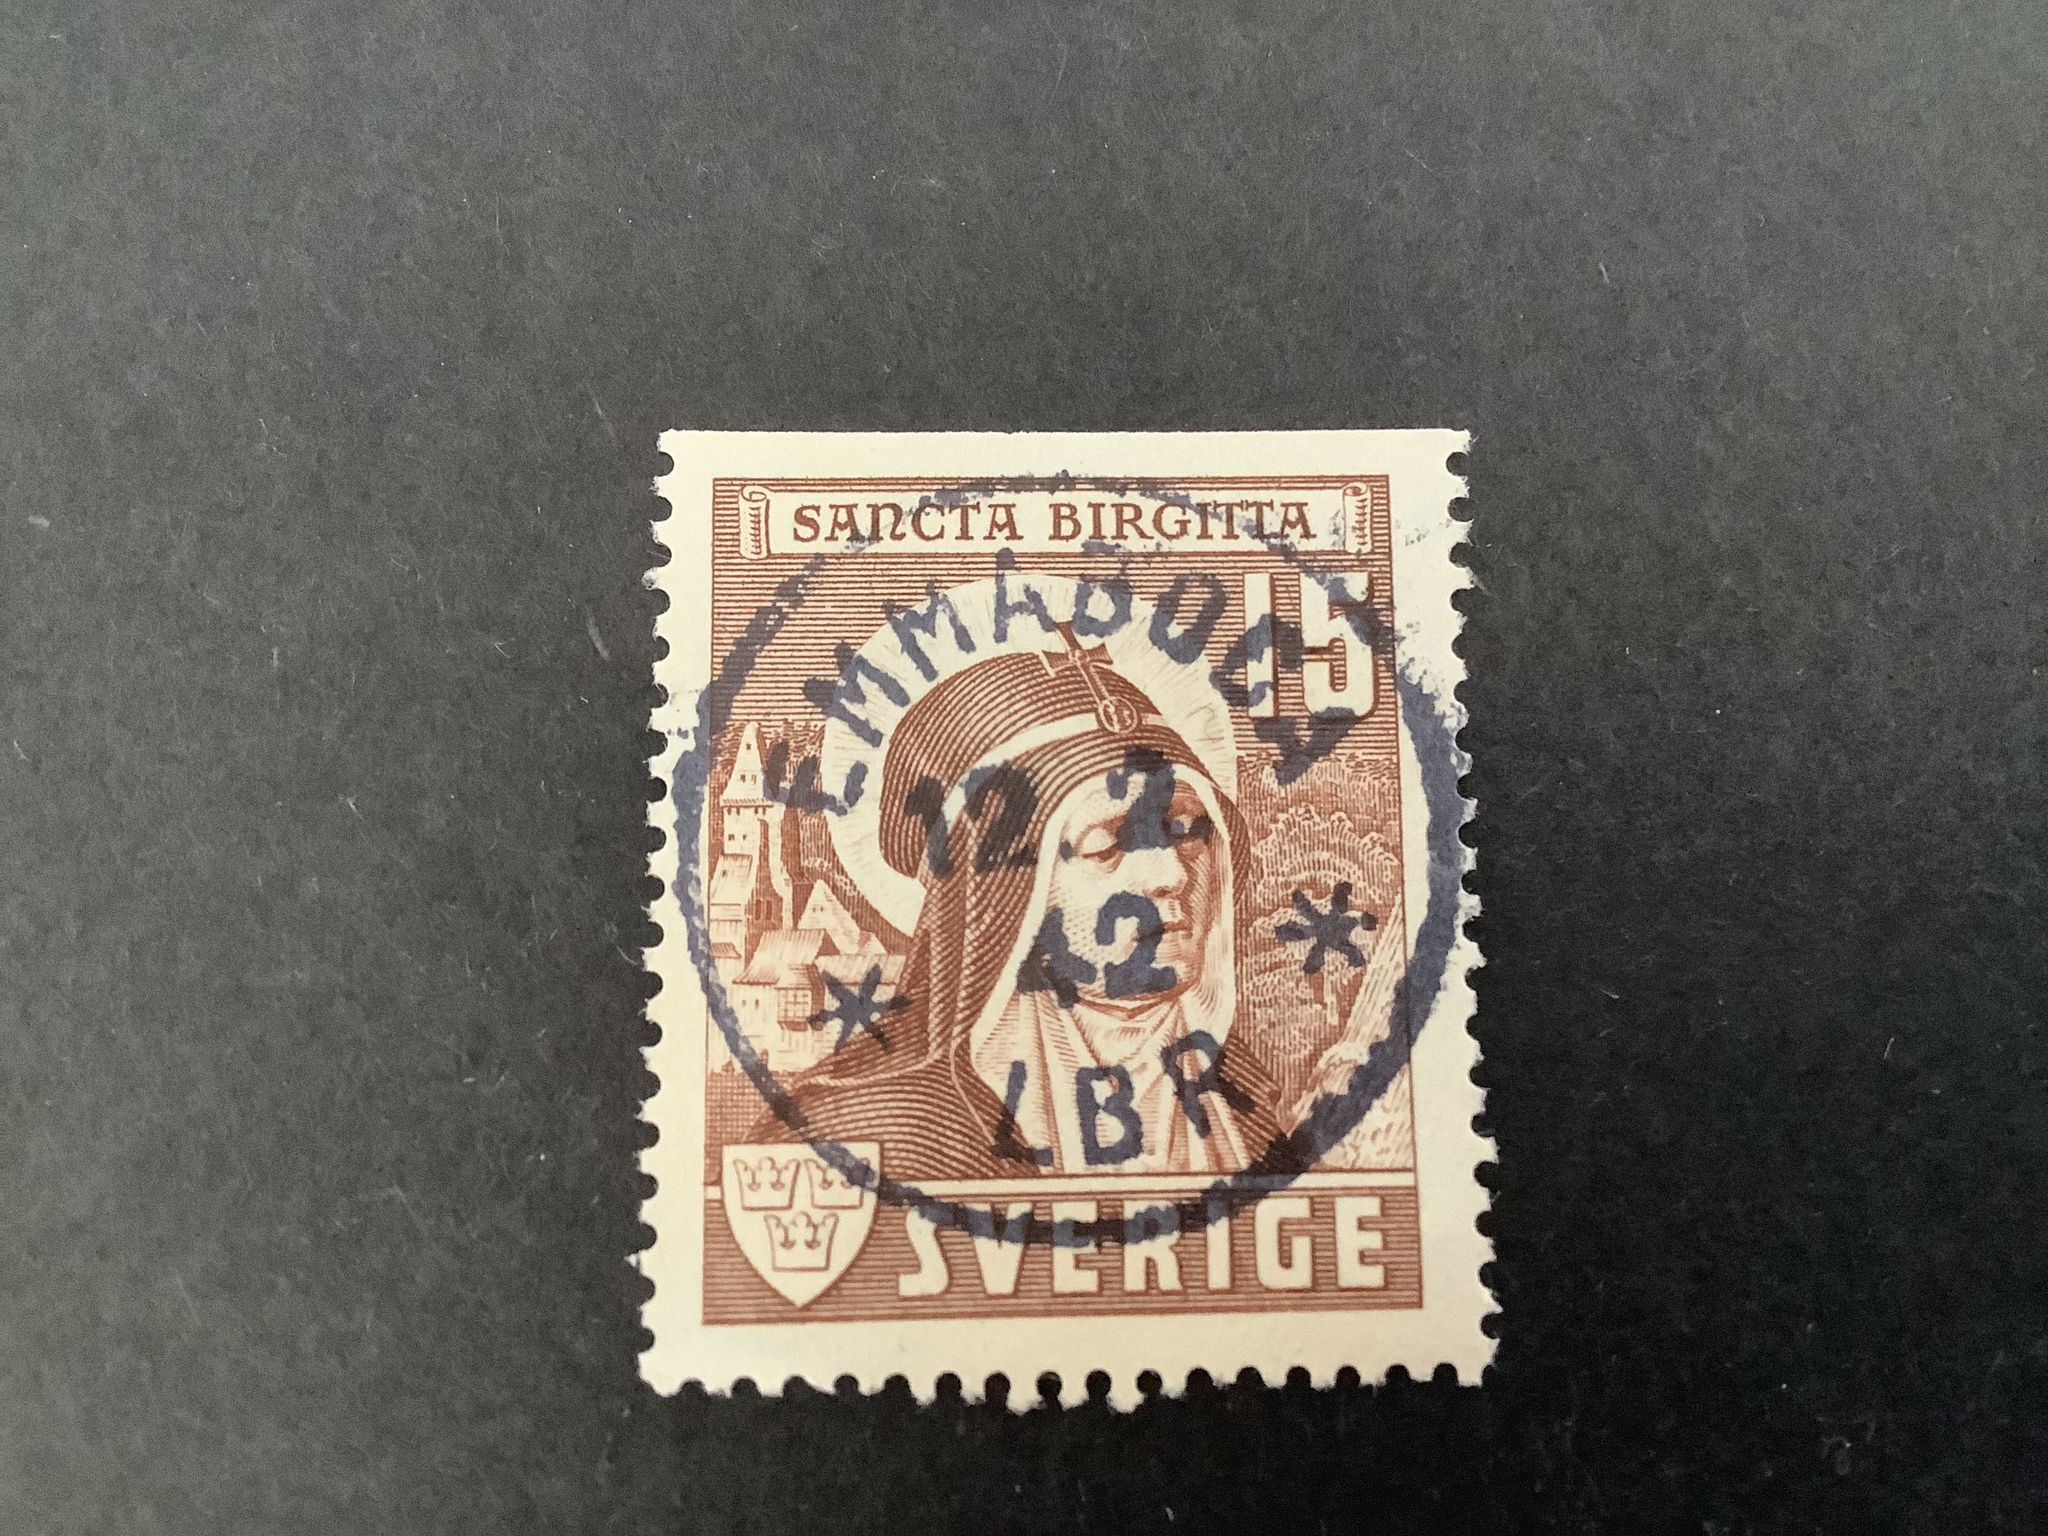 SANCTA BIRGITTA
15
EMMABODA
12.2
42
LBR
SVERIGE